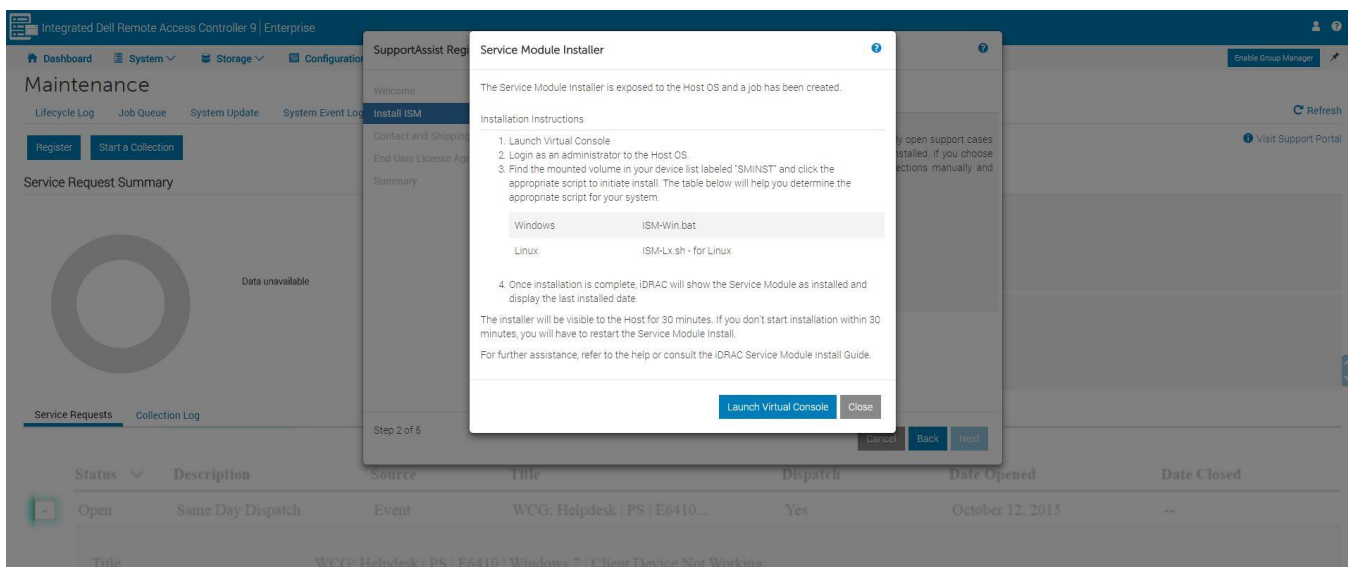 Integrated Dell Remote Access Controller 9 | Enterprise
Dashboard System Storage Configuration
Enable Group Manager
Maintenance
Lifecycle Log Job Queue System Update System Event Log
Refresh
Register Start a Collection
Visit Support Portal
Service Request Summary
Data unavailable
Service Requests Collection Log
SupportAssist Regi
Welcome
Install ISM
Contact and Shipping
End User License Agr
Summary
ly open support cases
nstalled. If you choose
ections manually and
Step 2 of 5
Cancel Back Next
Service Module Installer
The Service Module Installer is exposed to the Host OS and a job has been created.
Installation Instructions
1. Launch Virtual Console
2. Login as an administrator to the Host OS.
3. Find the mounted volume in your device list labeled "SMINST" and click the
appropriate script to initiate install. The table below will help you determine the
appropriate script for your system.
Windows ISM-Win.bat
Linux ISM-Lx.sh - for Linux
4. Once installation is complete, iDRAC will show the Service Module as installed and
display the last installed date.
The installer will be visible to the Host for 30 minutes. If you don't start installation within 30
minutes, you will have to restart the Service Module Install.
For further assistance, refer to the help or consult the iDRAC Service Module Install Guide.
Launch Virtual Console Close
Status Description Source Title Dispatch Date Opened Date Closed
Open Same Day Dispatch Event WCG: Helpdesk | PS | E6410... Yes October 12, 2015 --
Title WCG: Helpdesk | PS | E6410 | Windows 7 | Client Device Not Working